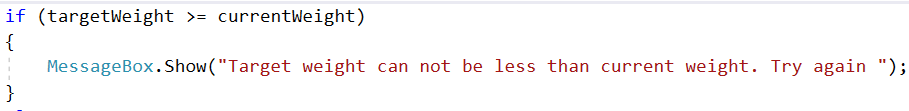 if (targetWeight >= currentWeight)
{
MessageBox.Show("Target weight can not be less than current weight. Try again ");
}